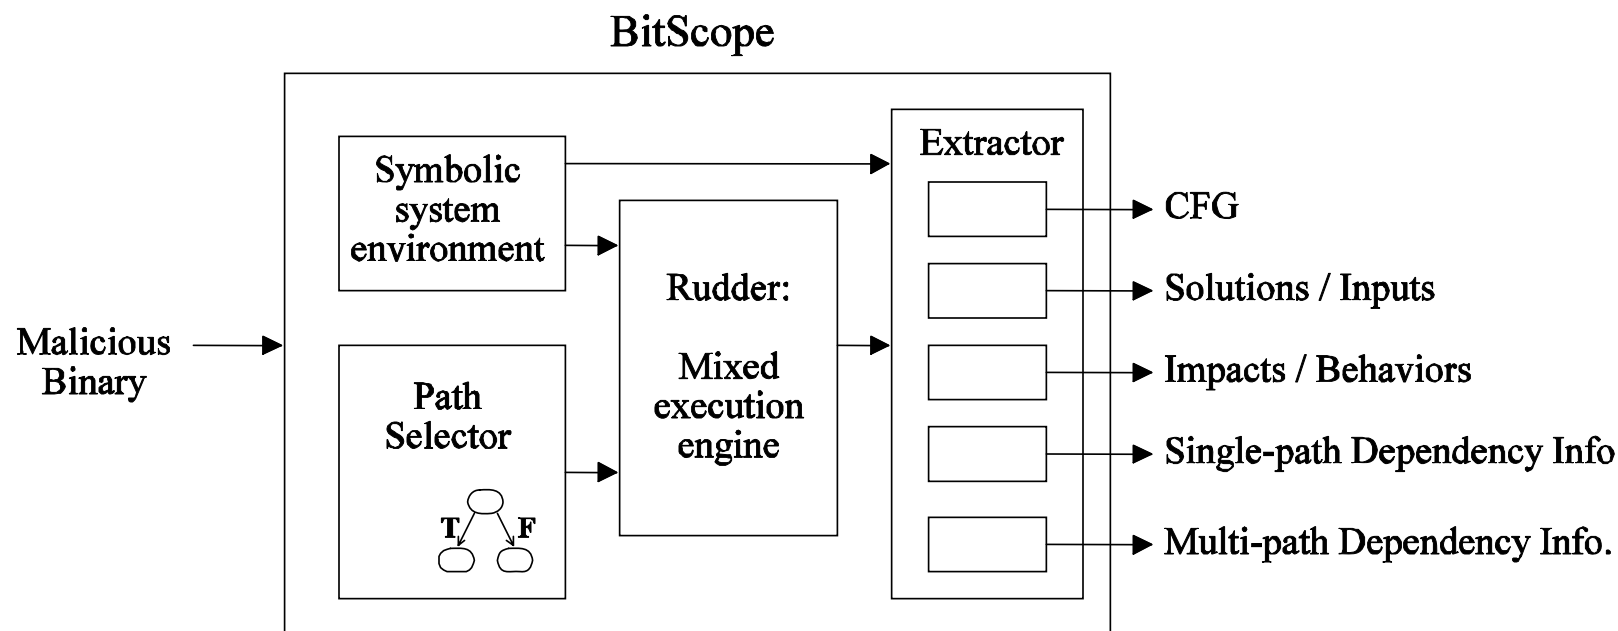 BitScope
Malicious
Binary
Symbolic
system
environment
Path
Selector
T
F
Rudder:
Mixed
execution
engine
Extractor
CFG
Solutions / Inputs
Impacts / Behaviors
Single-path Dependency Info
Multi-path Dependency Info.